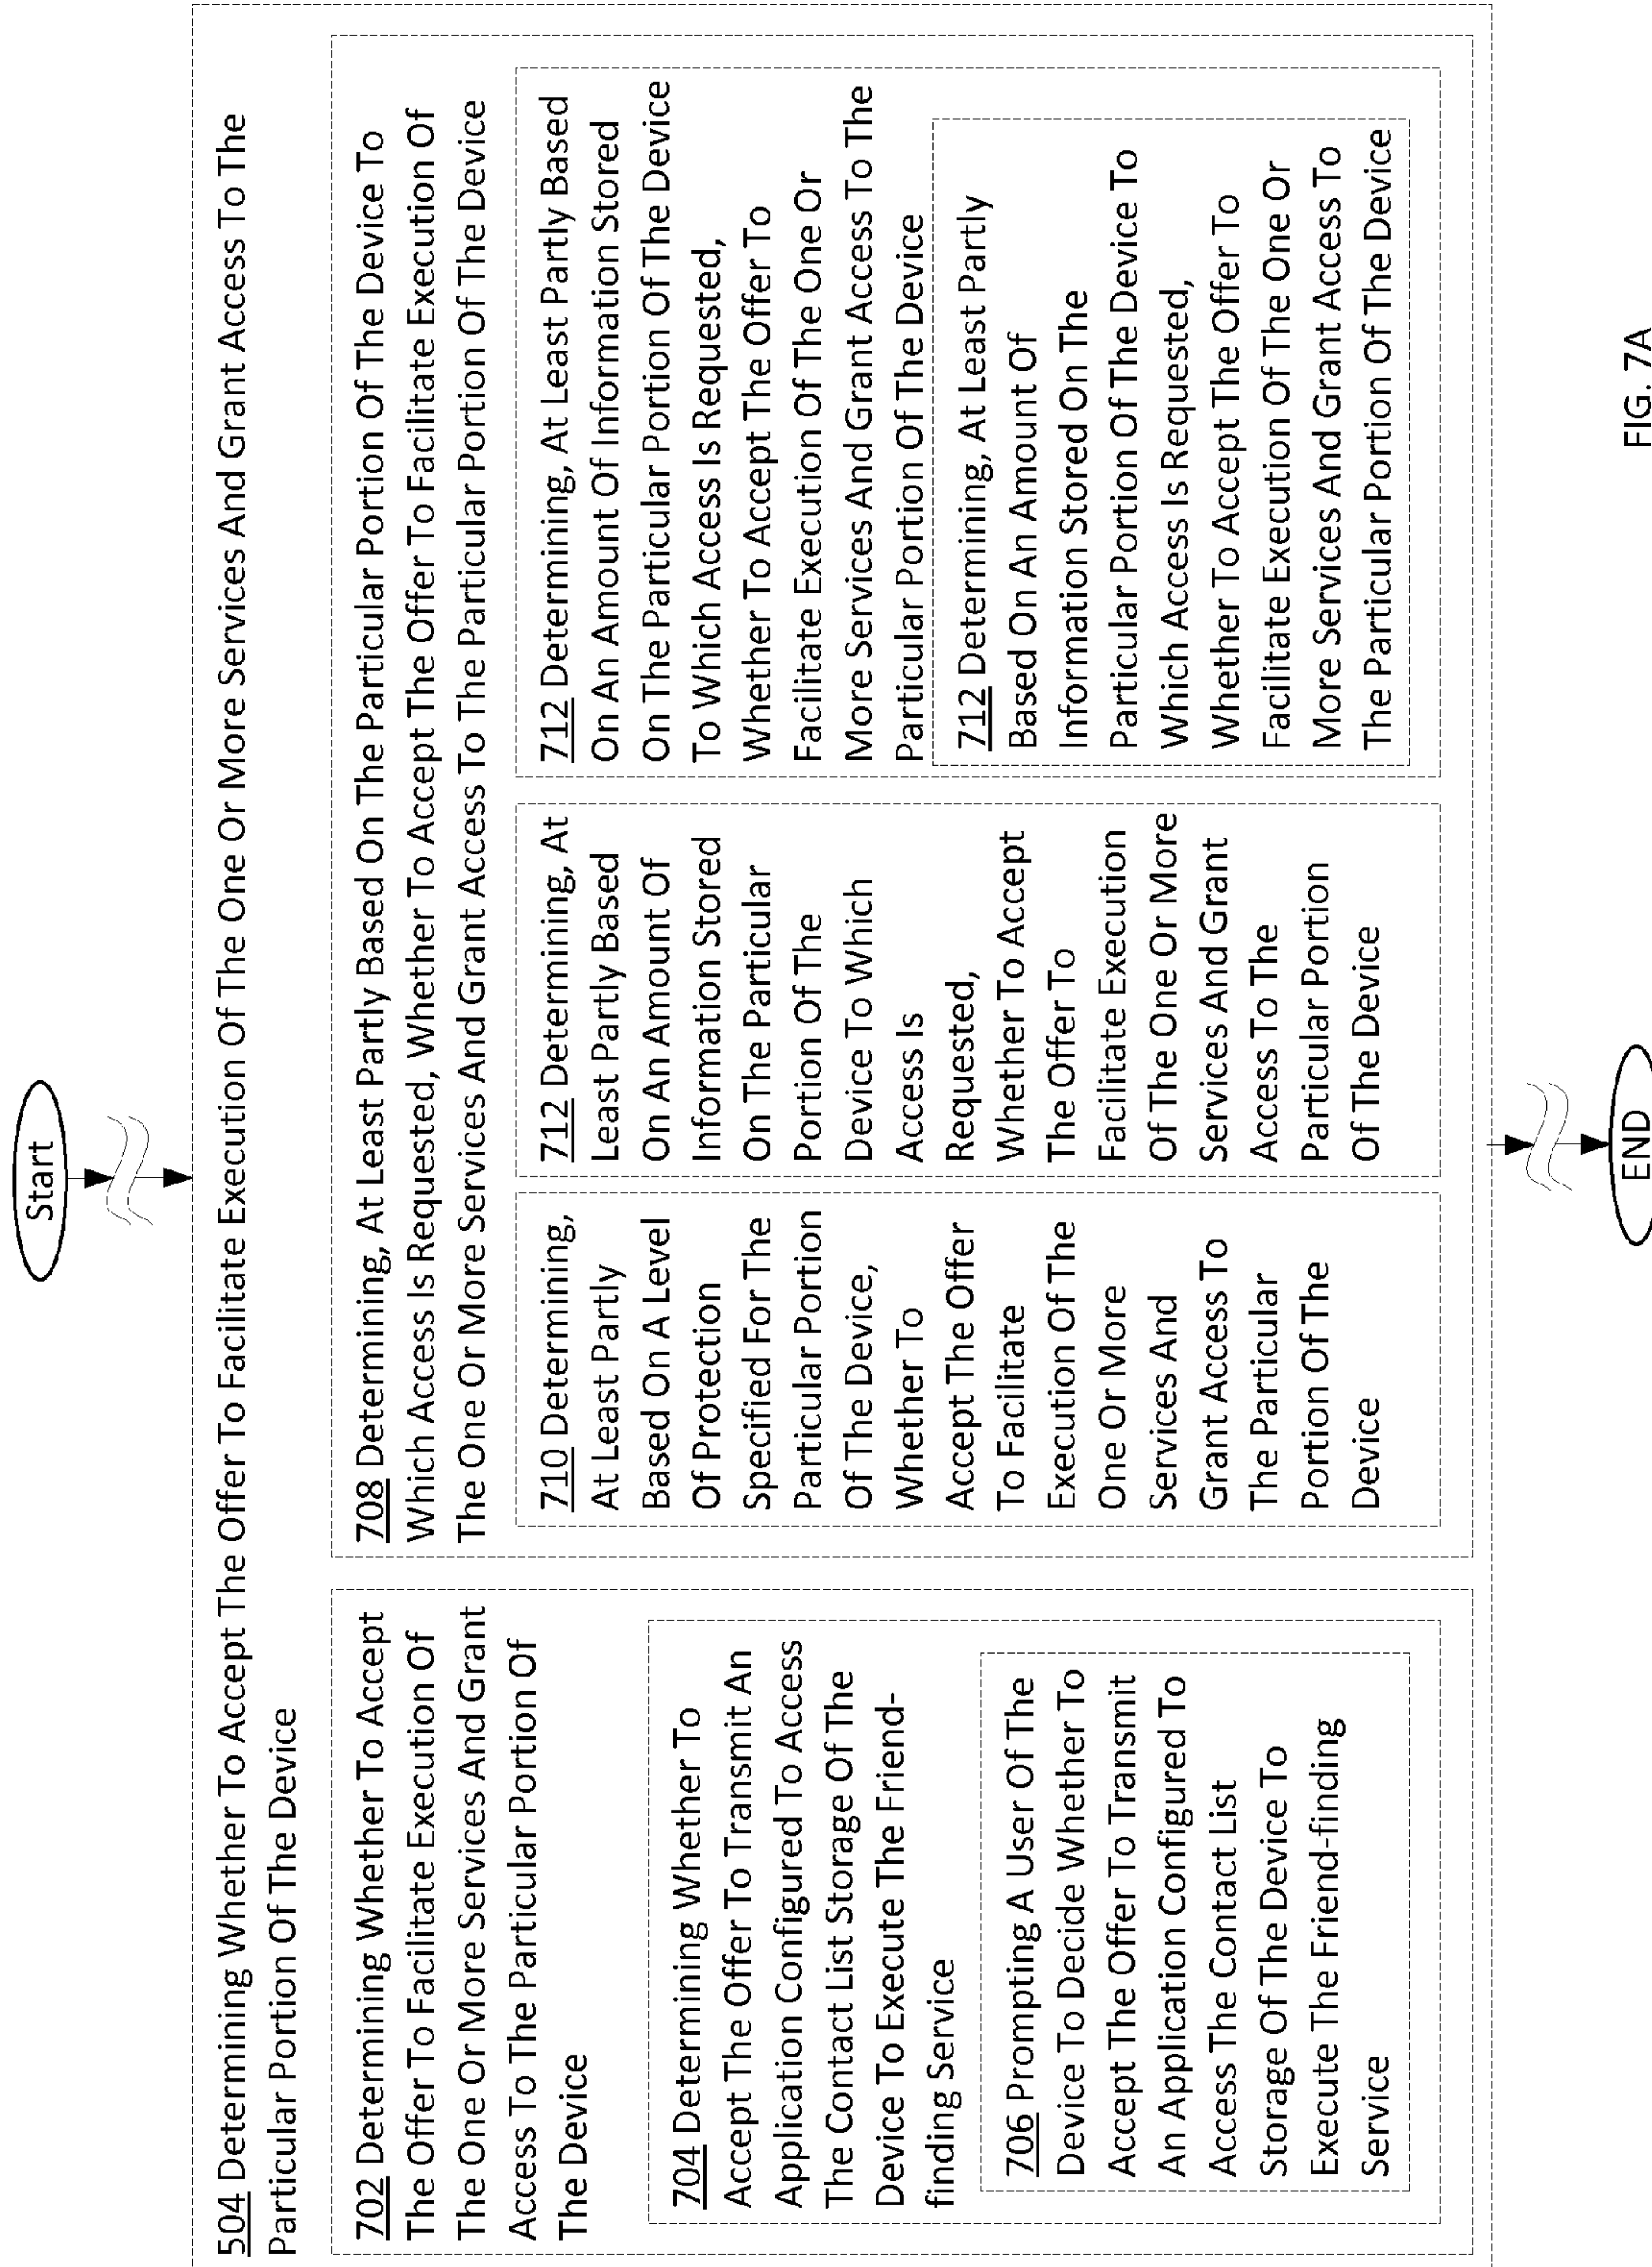 Start
504 Determining Whether To Accept The Offer To Facilitate Execution Of The One Or More Services And Grant Access To The
Particular Portion Of The Device
702 Determining Whether To Accept
The Offer To Facilitate Execution Of
The One Or More Services And Grant
Access To The Particular Portion Of
The Device
704 Determining Whether To
Accept The Offer To Transmit An
Application Configured To Access
The Contact List Storage Of The
Device To Execute The Friend-
finding Service
706 Prompting A User Of The
Device To Decide Whether To
Accept The Offer To Transmit
An Application Configured To
Access The Contact List
Storage Of The Device To
Execute The Friend-finding
Service
708 Determining, At Least Partly Based On The Particular Portion Of The Device To
Which Access Is Requested, Whether To Accept The Offer To Facilitate Execution Of
The One Or More Services And Grant Access To The Particular Portion Of The Device
710 Determining,
At Least Partly
Based On A Level
Of Protection
Specified For The
Particular Portion
Of The Device,
Whether To
Accept The Offer
To Facilitate
Execution Of The
One Or More
Services And
Grant Access To
The Particular
Portion Of The
Device
712 Determining, At
Least Partly Based
On An Amount Of
Information Stored
On The Particular
Portion Of The
Device To Which
Access Is
Requested,
Whether To Accept
The Offer To
Facilitate Execution
Of The One Or More
Services And Grant
Access To The
Particular Portion
Of The Device
712 Determining, At Least Partly Based
On An Amount Of Information Stored
On The Particular Portion Of The Device
To Which Access Is Requested,
Whether To Accept The Offer To
Facilitate Execution Of The One Or
More Services And Grant Access To The
Particular Portion Of The Device
712 Determining, At Least Partly
Based On An Amount Of
Information Stored On The
Particular Portion Of The Device To
Which Access Is Requested,
Whether To Accept The Offer To
Facilitate Execution Of The One Or
More Services And Grant Access To
The Particular Portion Of The Device
END
FIG. 7A